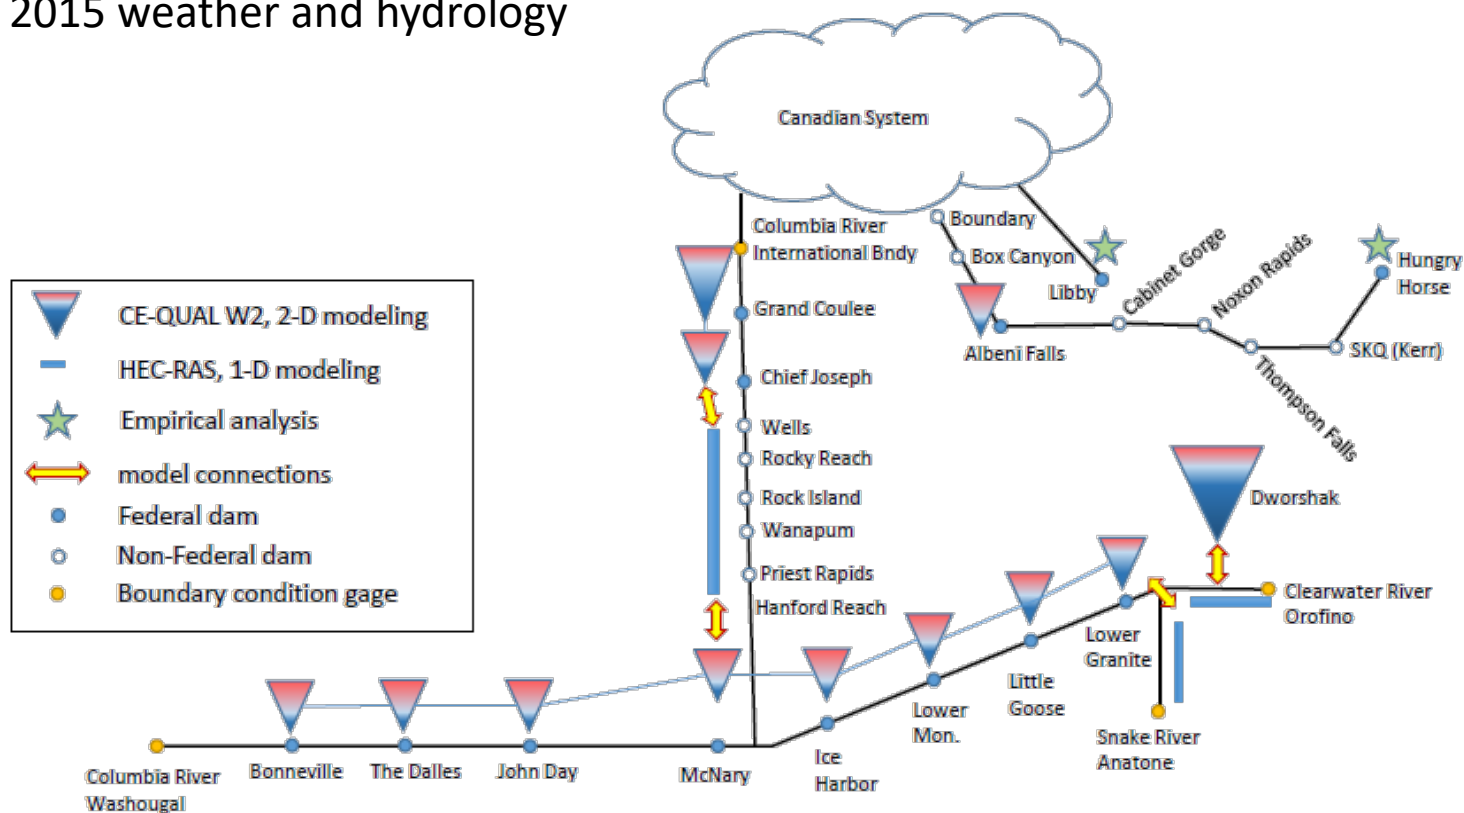 2015 weather and hydrology
Canadian System
Columbia River
International Bndy
Boundary
Box Canyon
Libby
Cabinet Gorge
Noxon Rapids
Hungry
Horse
CE-QUAL W2, 2-D modeling
HEC-RAS, 1-D modeling
Empirical analysis
model connections
Federal dam
Non-Federal dam
Boundary condition gage
Grand Coulee
Albeni Falls
SKQ (Kerr)
Thompson Falls
Chief Joseph
Wells
Rocky Reach
Rock Island
Wanapum
Priest Rapids
Hanford Reach
Dworshak
Clearwater River
Orofino
Lower
Granite
Little
Goose
Lower
Mon.
Snake River
Anatone
Ice
Harbor
McNary
John Day
The Dalles
Bonneville
Columbia River
Washougal